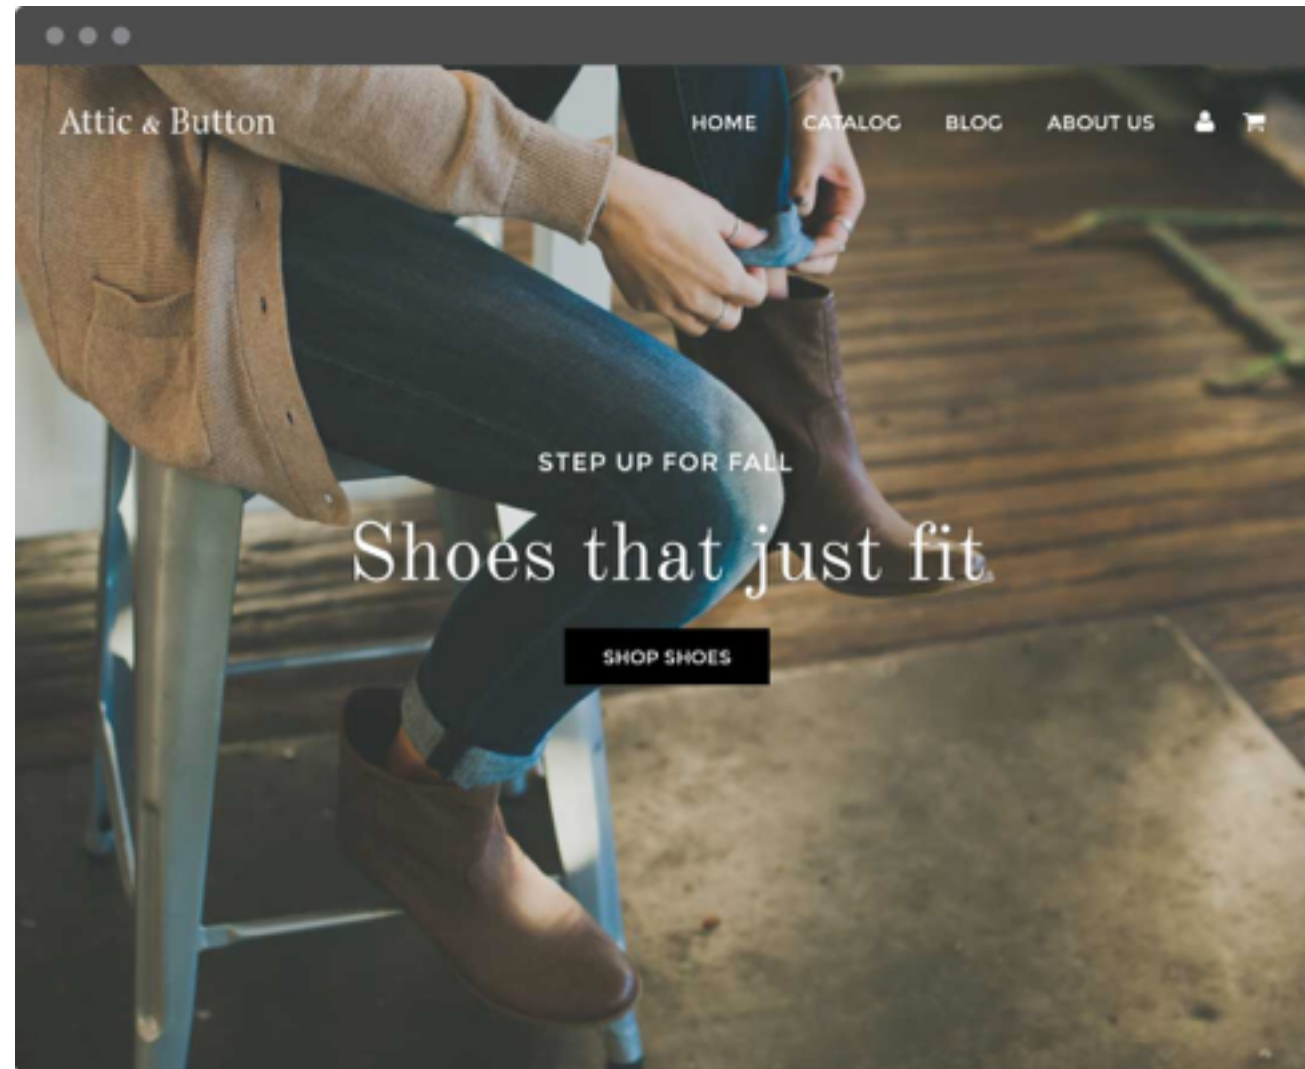 Attic & Button
HOME CATALOG BLOG ABOUT US
STEP UP FOR FALL
Shoes that just fit
SHOP SHOES